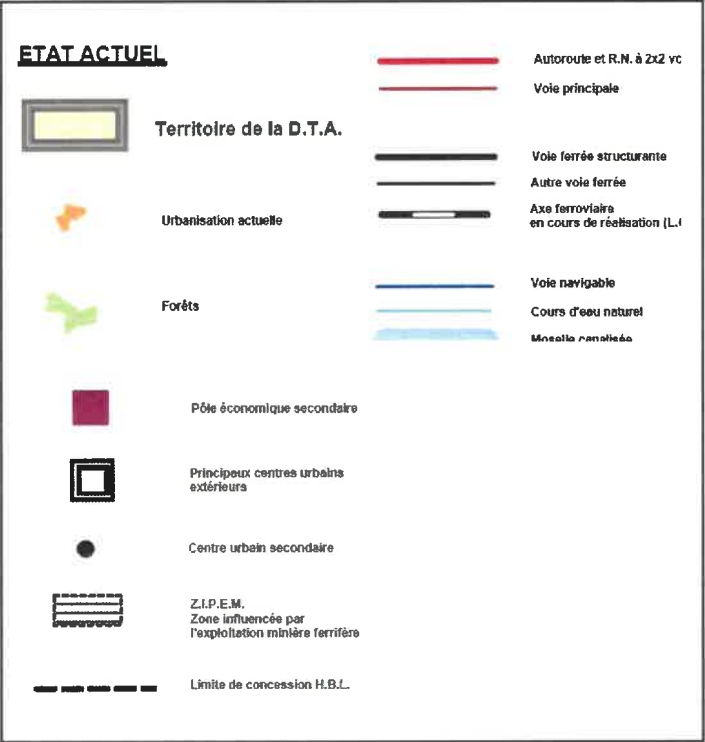 ETAT ACTUEL
Territoire de la D.T.A.
Urbanisation actuelle
Forêts
Pôle économique secondaire
Principaux centres urbains
extérieurs
Centre urbain secondaire
Z.I.P.E.M.
Zone influencée par
l'exploitation minière ferrifère
Limite de concession H.B.L.
Autoroute et R.N. à 2x2 vo
Voie principale
Voie ferrée structurante
Autre voie ferrée
Axe ferroviaire
en cours de réalisation (L.
Voie navigable
Cours d'eau naturel
Moselle canalisée